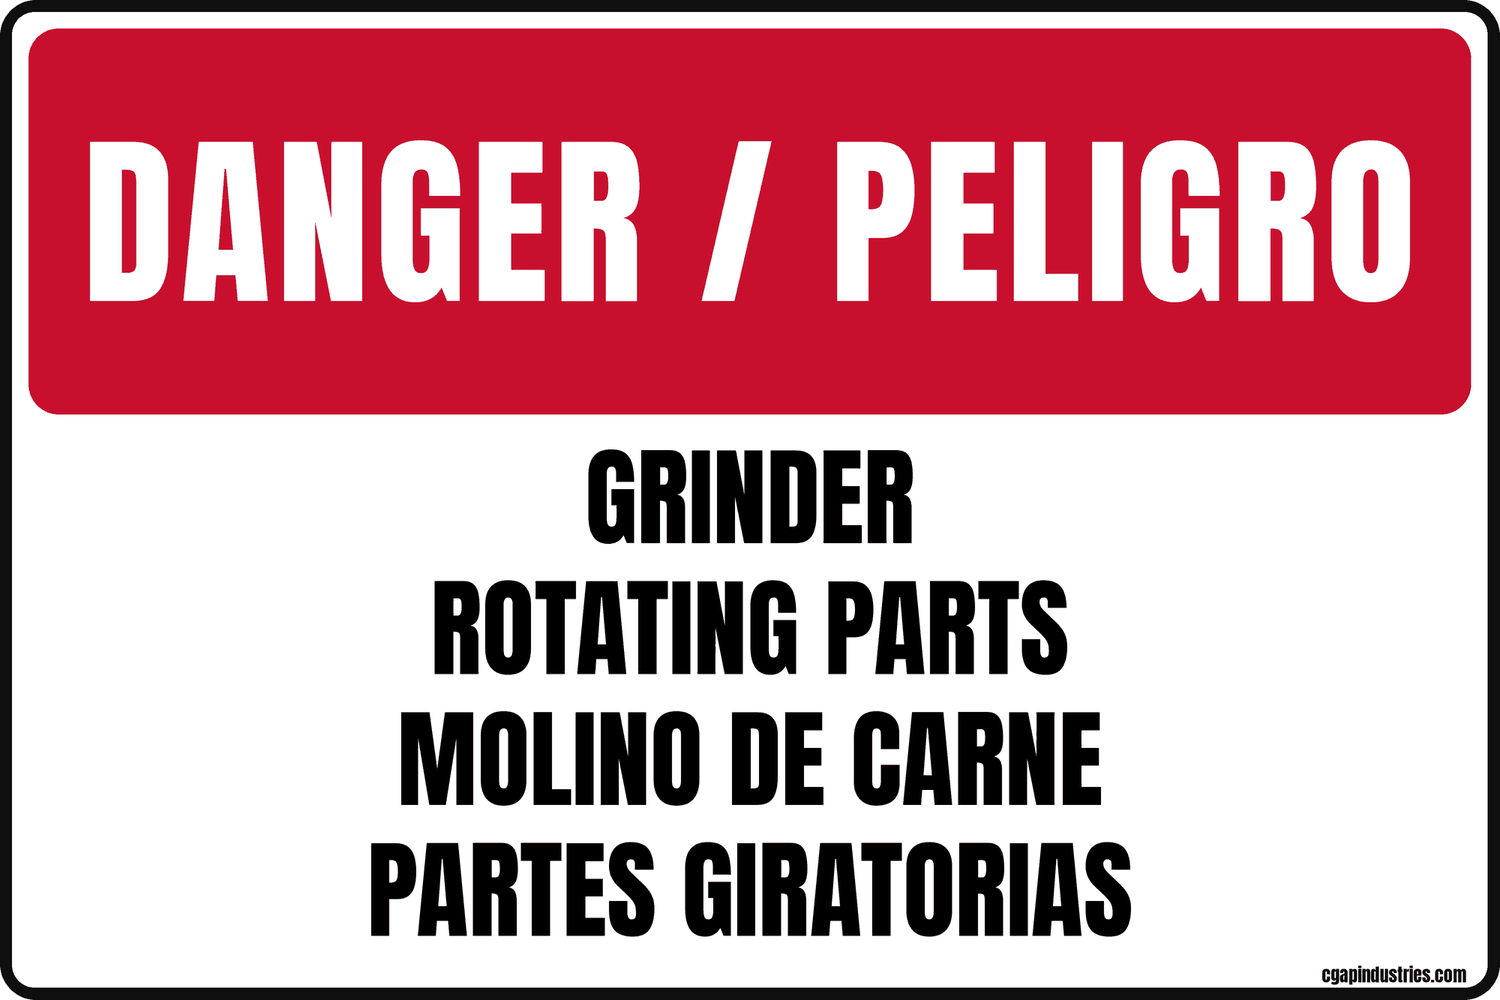 DANGER / PELIGRO
GRINDER
ROTATING PARTS
MOLINO DE CARNE
PARTES GIRATORIAS
cgapindustries.com